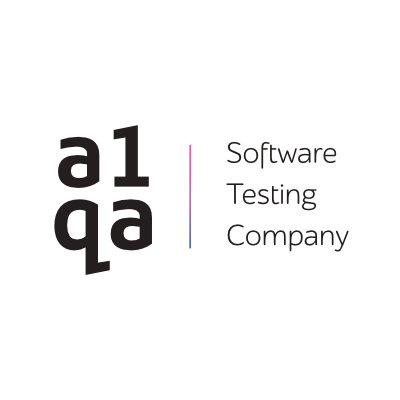 a1
qa
Software
Testing
Company